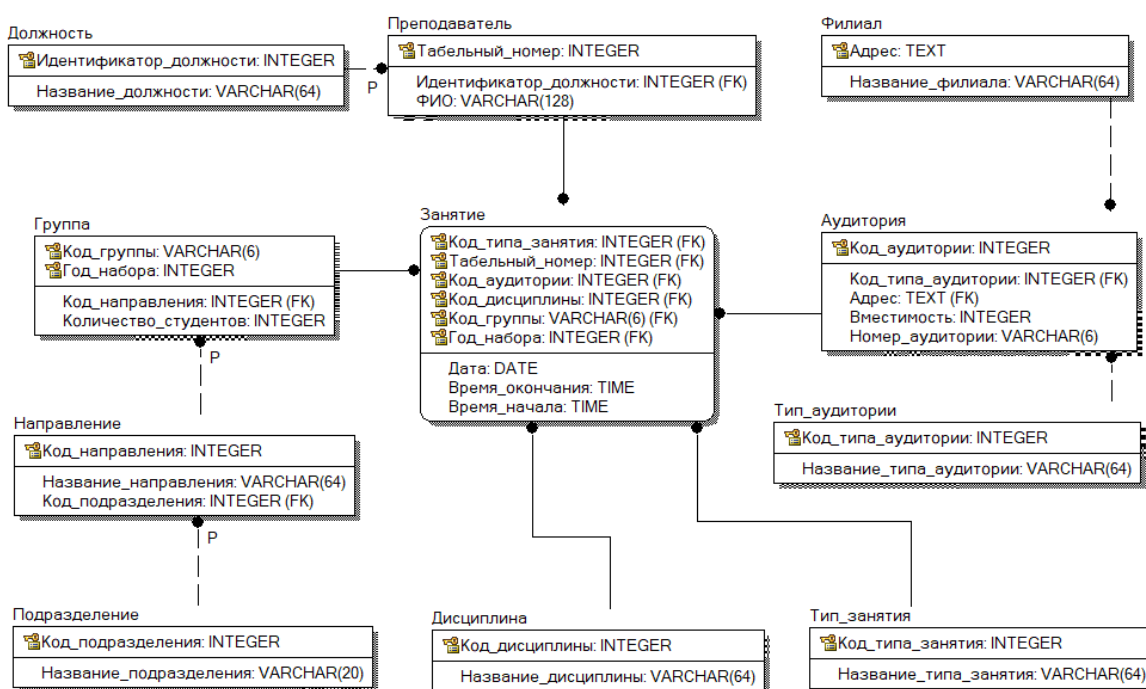 Должность
Идентификатор_должности: INTEGER
Название_должности: VARCHAR(64)
P
Преподаватель
Табельный_номер: INTEGER
Идентификатор_должности: INTEGER (FK)
ФИО: VARCHAR(128)
Филиал
Адрес: TEXT
Название_филиала: VARCHAR(64)
Группа
Код_группы: VARCHAR(6)
Год_набора: INTEGER
Код_направления: INTEGER (FK)
Количество_студентов: INTEGER
P
Занятие
Код_типа_занятия: INTEGER (FK)
Табельный_номер: INTEGER (FK)
Код_аудитории: INTEGER (FK)
Код_дисциплины: INTEGER (FK)
Код_группы: VARCHAR(6) (FK)
Год_набора: INTEGER (FK)
Дата: DATE
Время_окончания: TIME
Время_начала: TIME
Аудитория
Код_аудитории: INTEGER
Код_типа_аудитории: INTEGER (FK)
Адрес: TEXT (FK)
Вместимость: INTEGER
Номер_аудитории: VARCHAR(6)
Тип_аудитории
Код_типа_аудитории: INTEGER
Название_типа_аудитории: VARCHAR(64)
Направление
Код_направления: INTEGER
Название_направления: VARCHAR(64)
Код_подразделения: INTEGER (FK)
P
Подразделение
Код_подразделения: INTEGER
Название_подразделения: VARCHAR(20)
Дисциплина
Код_дисциплины: INTEGER
Название_дисциплины: VARCHAR(64)
Тип_занятия
Код_типа_занятия: INTEGER
Название_типа_занятия: VARCHAR(64)